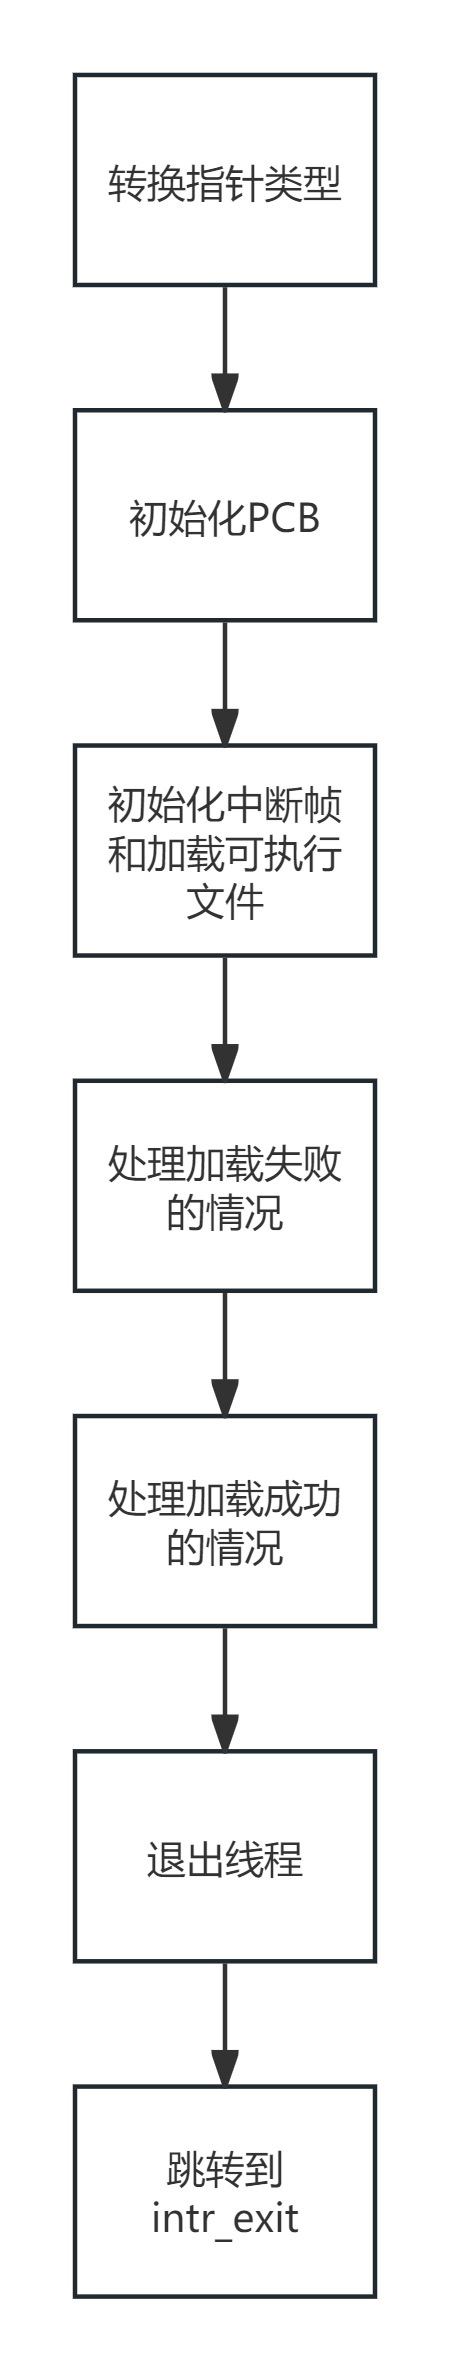 转换指针类型
初始化PCB
初始化中断帧
和加载可执行
文件
处理加载失败
的情况
处理加载成功
的情况
退出线程
跳转到
intr_exit